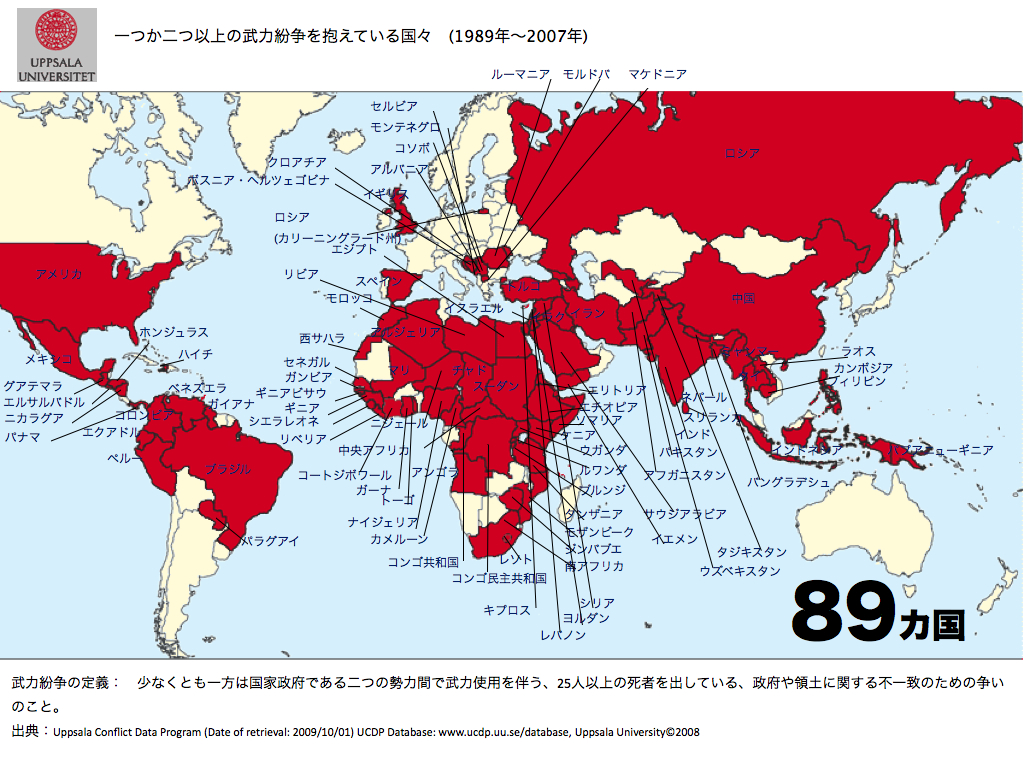 UPPSALA
UNIVERSITET
一つか二つ以上の武力紛争を抱えている国々　(1989年〜2007年)
ルーマニア
モルドバ
マケドニア
セルビア
モンテネグロ
コソボ
アルバニア
クロアチア
ボスニア・ヘルツェゴビナ
イギリス
ロシア
(カリーニングラード州)
エジプト
リビア
スペイン
モロッコ
イスラエル
西サハラ
アルジェリア
トルコ
イラク
イラン
ロシア
中国
アメリカ
メキシコ
ホンジュラス
ハイチ
グアテマラ
エルサルバドル
ニカラグア
パナマ
ベネズエラ
ガイアナ
コロンビア
エクアドル
ペルー
ブラジル
パラグアイ
セネガル
ガンビア
ギニアビサウ
ギニア
シエラレオネ
リベリア
マリ
チャド
スーダン
ニジェール
中央アフリカ
コートジボワール
アンゴラ
ガーナ
トーゴ
ナイジェリア
カメルーン
コンゴ共和国
コンゴ民主共和国
レソト
キプロス
エリトリア
エチオピア
ソマリア
ケニア
ウガンダ
ルワンダ
ブルンジ
タンザニア
モザンビーク
ジンバブエ
南アフリカ
シリア
ヨルダン
レバノン
サウジアラビア
イエメン
ネパール
スリランカ
インド
パキスタン
アフガニスタン
バングラデシュ
タジキスタン
ウズベキスタン
ミャンマー
タイ
ラオス
カンボジア
フィリピン
インドネシア
パプアニューギニア
89カ国
武力紛争の定義：　少なくとも一方は国家政府である二つの勢力間で武力使用を伴う、25人以上の死者を出している、政府や領土に関する不一致のための争い
のこと。
出典：Uppsala Conflict Data Program (Date of retrieval: 2009/10/01) UCDP Database: www.ucdp.uu.se/database, Uppsala University©2008